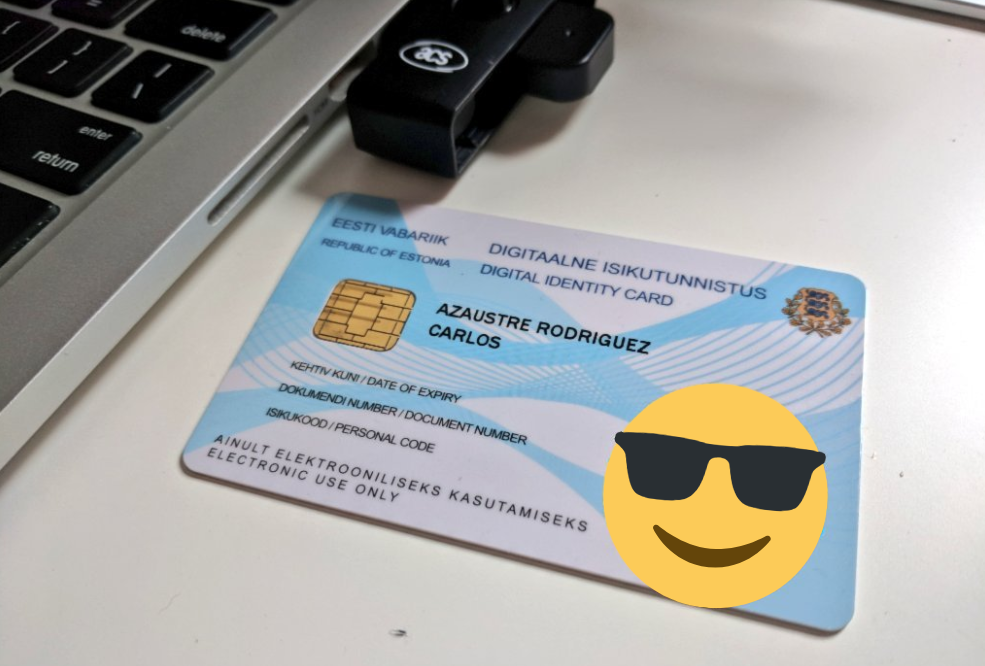 delete
enter
return
acs
EESTI VABARIIK
REPUBLIC OF ESTONIA
DIGITAALNE ISIKUTUNNISTUS
DIGITAL IDENTITY CARD
AZAUSTRE RODRIGUEZ
CARLOS
KEHTIV KUNI / DATE OF EXPIRY
DOKUMENDI NUMBER / DOCUMENT NUMBER
ISIKUKOOD / PERSONAL CODE
AINULT ELEKTROONILISEKS KASUTAMISEKS
ELECTRONIC USE ONLY